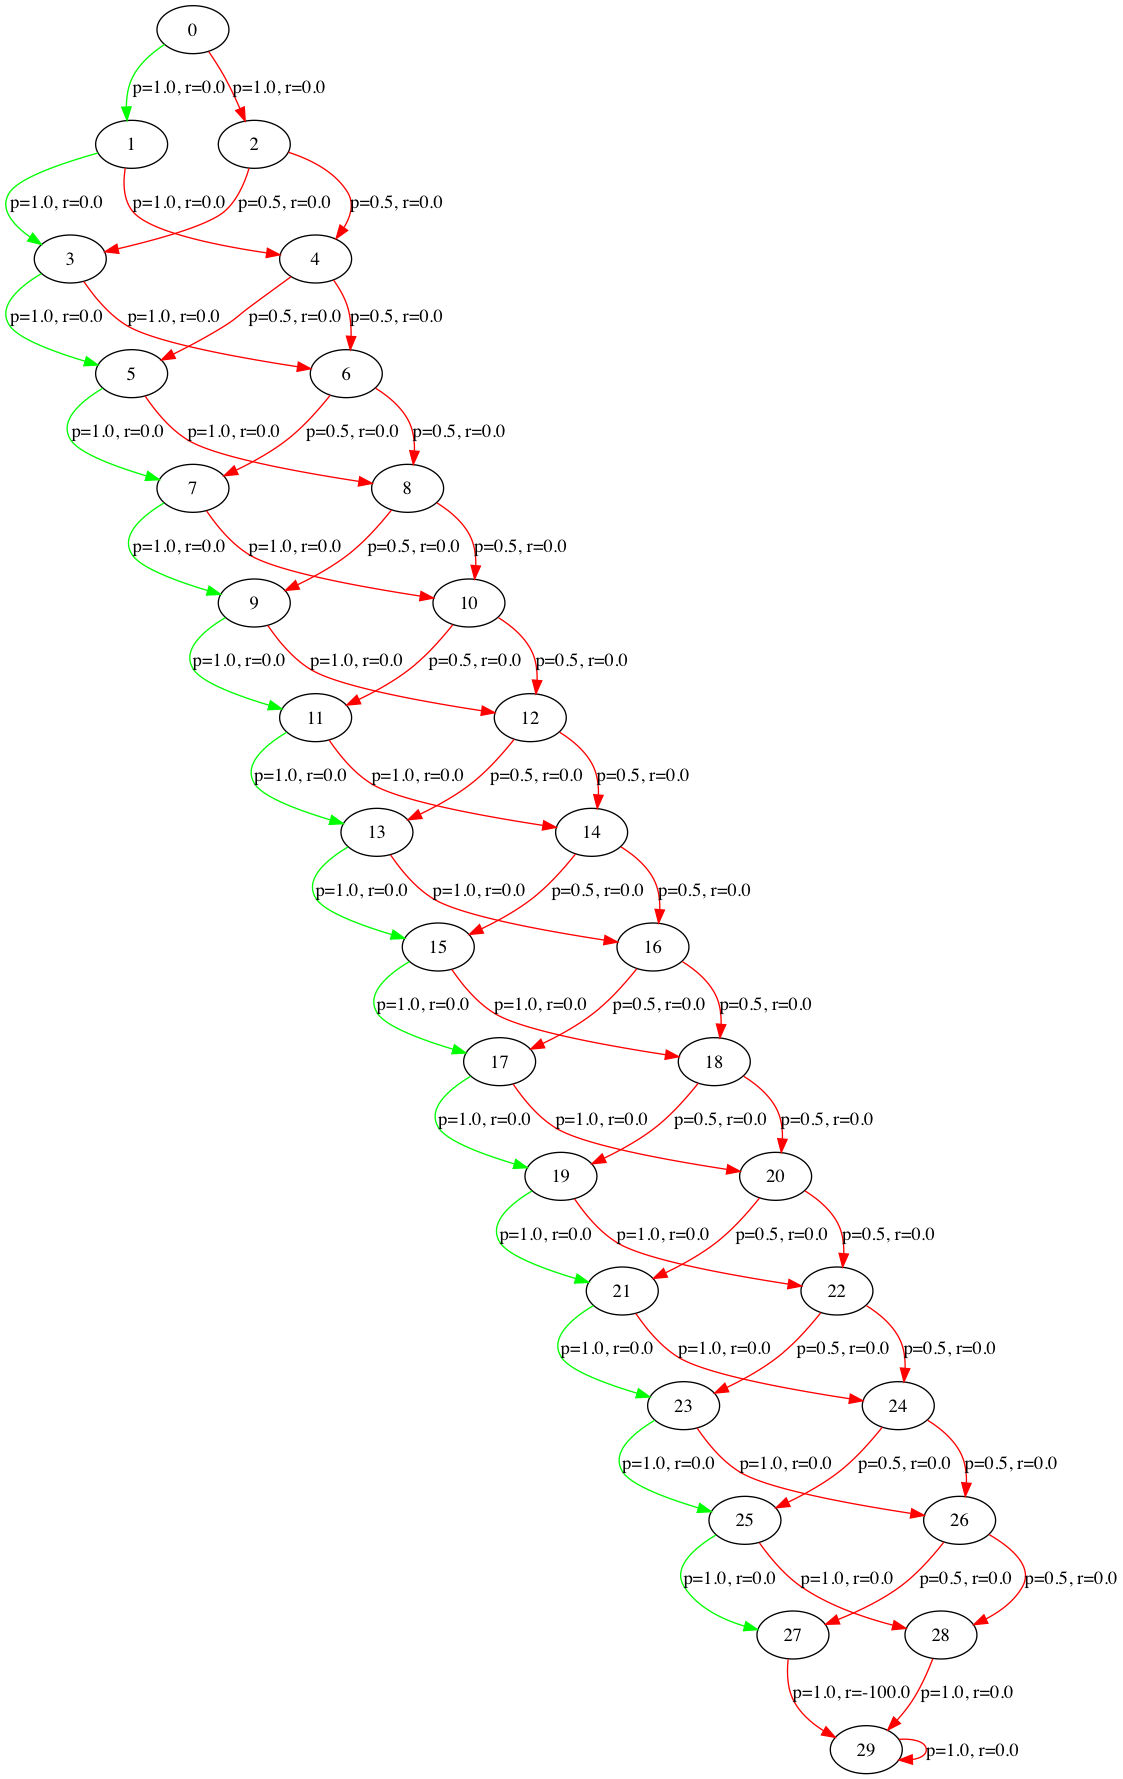 0
p=1.0, r=0.0 p=1.0, r=0.0
1 2
p=1.0, r=0.0 p=1.0, r=0.0 p=0.5, r=0.0 p=0.5, r=0.0
3 4
p=1.0, r=0.0 p=1.0, r=0.0 p=0.5, r=0.0 p=0.5, r=0.0
5 6
p=1.0, r=0.0 p=1.0, r=0.0 p=0.5, r=0.0 p=0.5, r=0.0
7 8
p=1.0, r=0.0 p=1.0, r=0.0 p=0.5, r=0.0 p=0.5, r=0.0
9 10
p=1.0, r=0.0 p=1.0, r=0.0 p=0.5, r=0.0 p=0.5, r=0.0
11 12
p=1.0, r=0.0 p=1.0, r=0.0 p=0.5, r=0.0 p=0.5, r=0.0
13 14
p=1.0, r=0.0 p=1.0, r=0.0 p=0.5, r=0.0 p=0.5, r=0.0
15 16
p=1.0, r=0.0 p=1.0, r=0.0 p=0.5, r=0.0 p=0.5, r=0.0
17 18
p=1.0, r=0.0 p=1.0, r=0.0 p=0.5, r=0.0 p=0.5, r=0.0
19 20
p=1.0, r=0.0 p=1.0, r=0.0 p=0.5, r=0.0 p=0.5, r=0.0
21 22
p=1.0, r=0.0 p=1.0, r=0.0 p=0.5, r=0.0 p=0.5, r=0.0
23 24
p=1.0, r=0.0 p=1.0, r=0.0 p=0.5, r=0.0 p=0.5, r=0.0
25 26
p=1.0, r=0.0 p=1.0, r=0.0 p=0.5, r=0.0 p=0.5, r=0.0
27 28
p=1.0, r=-100.0 p=1.0, r=0.0
29 p=1.0, r=0.0